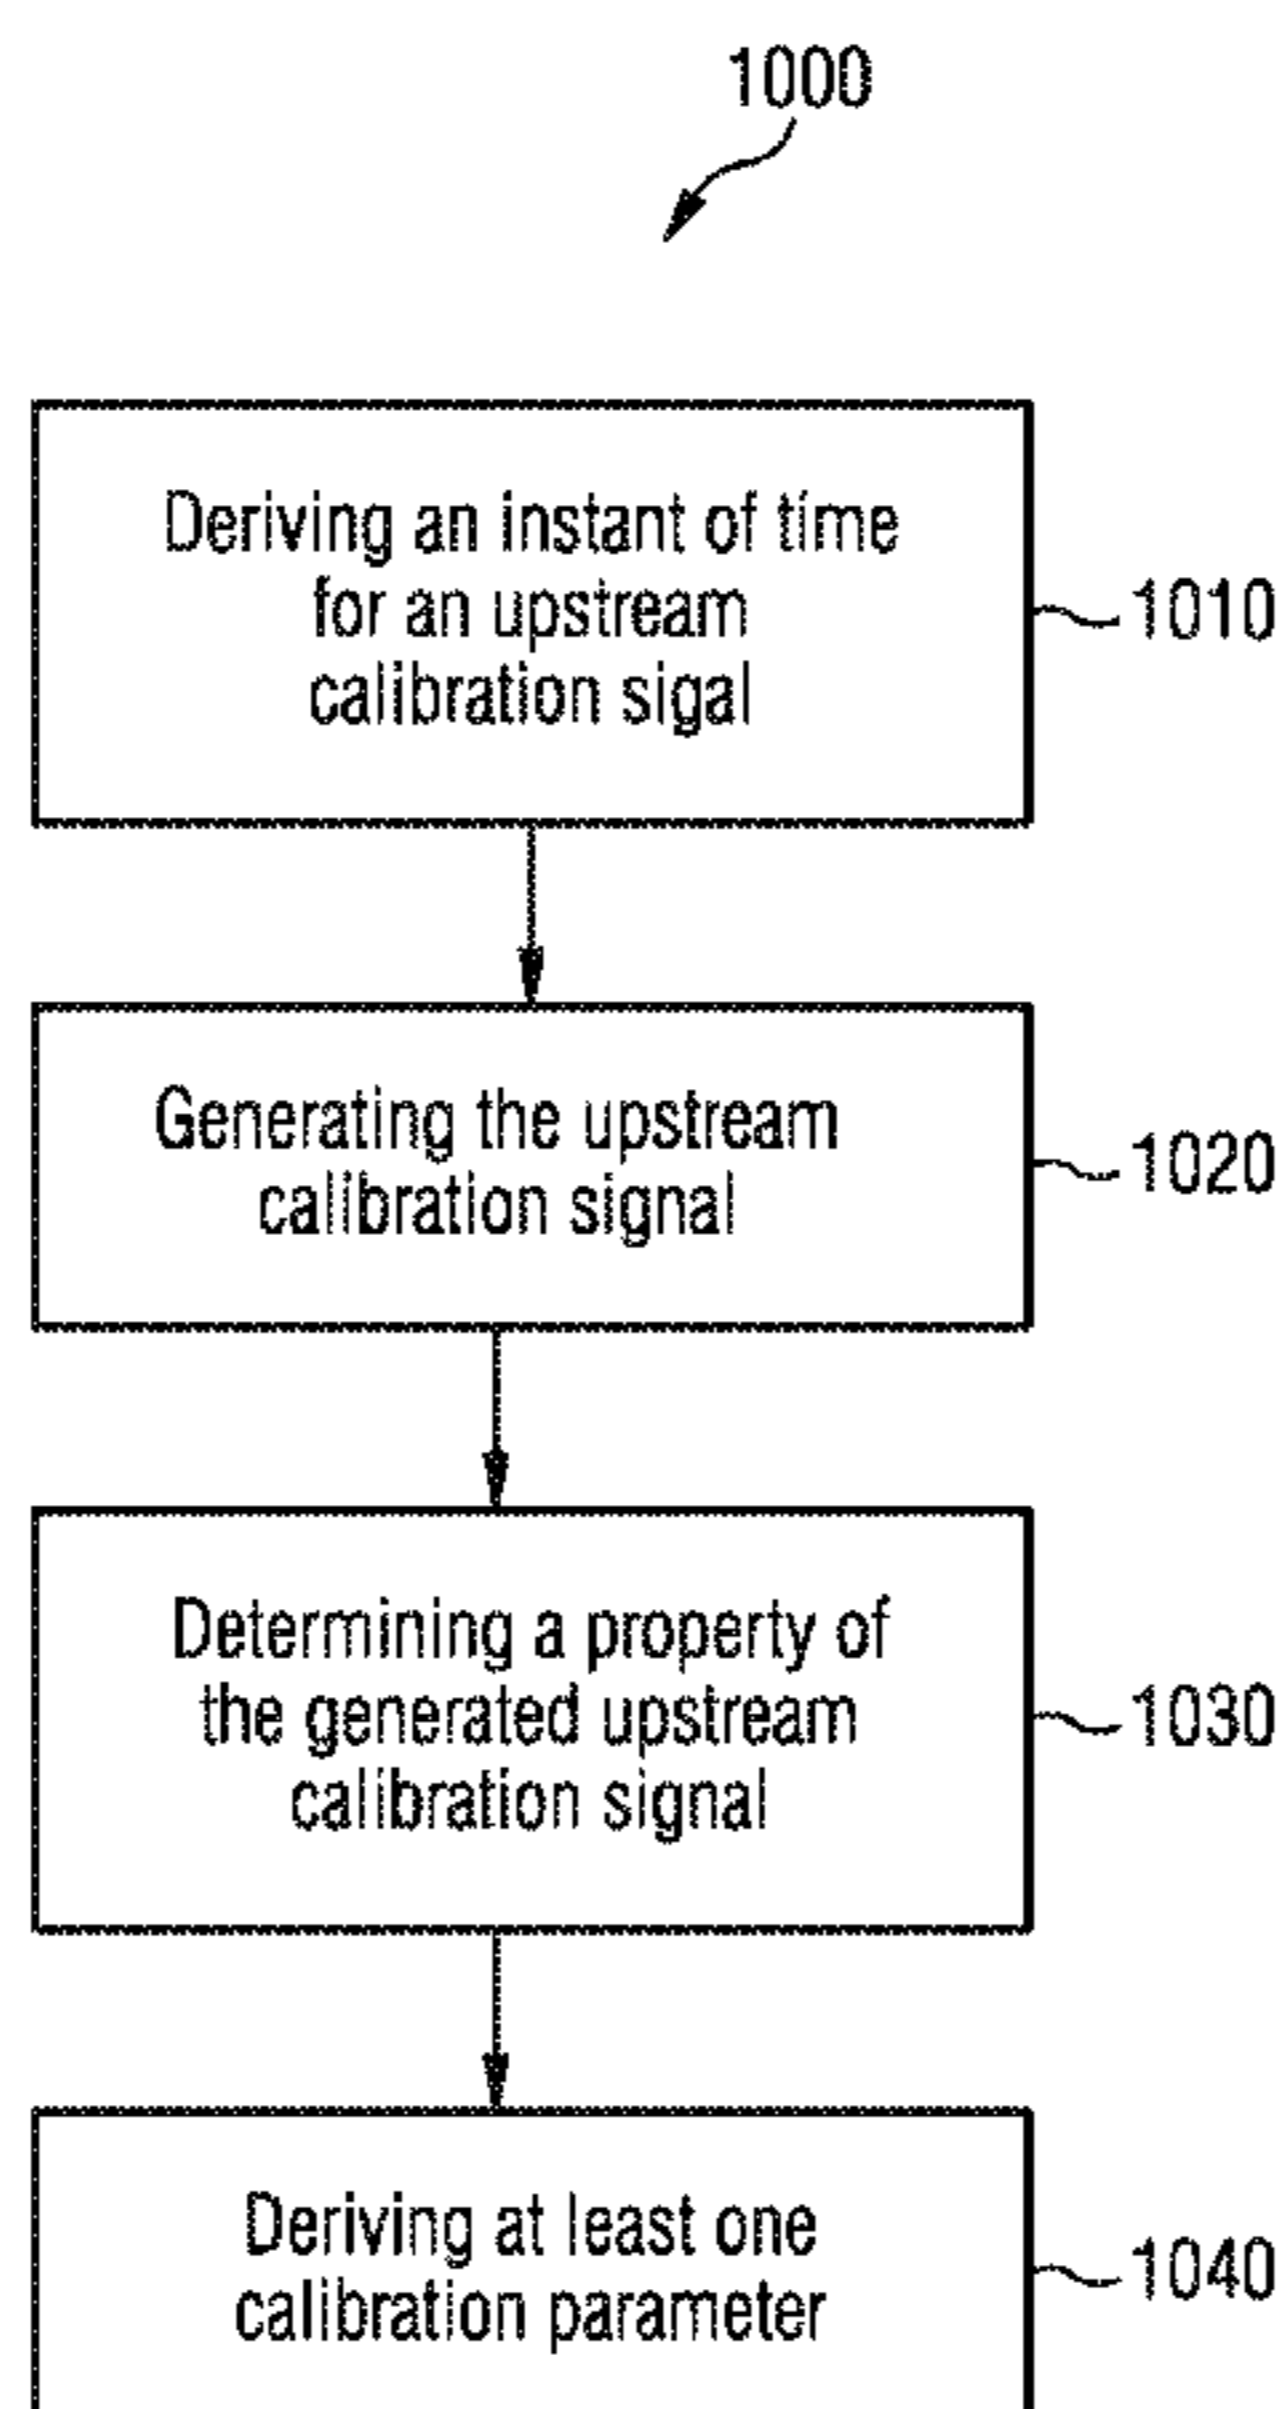 1000
Deriving an instant of time
for an upstream
calibration sigal
1010
Generating the upstream
calibration signal
1020
Determining a property of
the generated upstream
calibration signal
1030
Deriving at least one
calibration parameter
1040